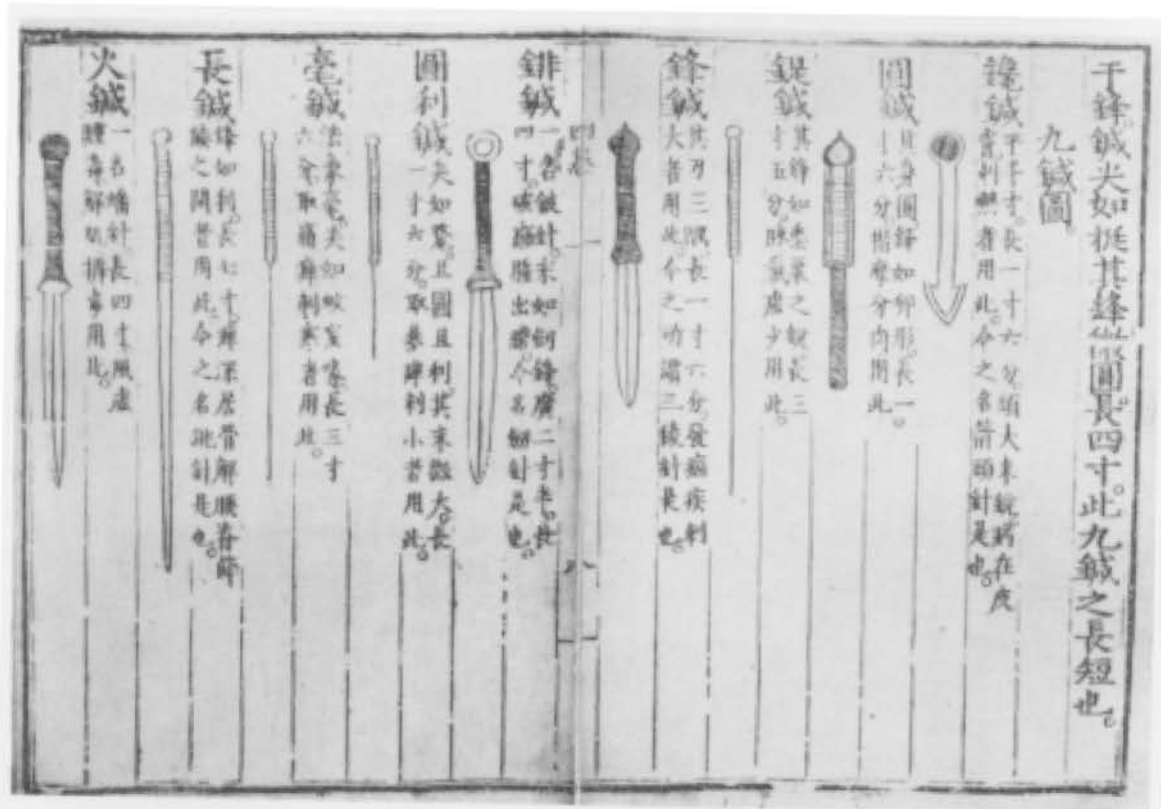 于鋒鍼尖如挺其鋒微圓長四寸。此九鍼之長短也。
九鍼圖。
鑱鍼
平半寸。長一寸六分。頭大末銳。病在皮
膚刺熱者用此。今之名箭頭針是也。
圓鍼
其身圓鋒如卵形。長一
寸六分揩摩分肉用此
鍉鍼
其鋒如黍粟之銳長三
寸五分。脉氣虛少用此。
鋒鍼
其刃三隅。長一寸六分。發痼疾刺
大者用此。今之所謂三稜針是也。
四卷
八
鍼
一名鈹針。末如劍鋒廣二寸半。長
四寸。破癰腫出膿。今名劍針是也。
圓利鍼
尖如氂。且圓且利。其末微大。長
一寸六分。取暴痺刺小者用此。
毫鍼
法象毫。尖如蚊虻喙長三寸
六分。取痛痺刺寒者用此。
長鍼
鋒如利。長七寸。痺深居骨解腰脊節
腠之間者用此。今之名跳針是也。
火鍼
一名燔針。長四寸。風虛
腫毒解肌排毒用此。